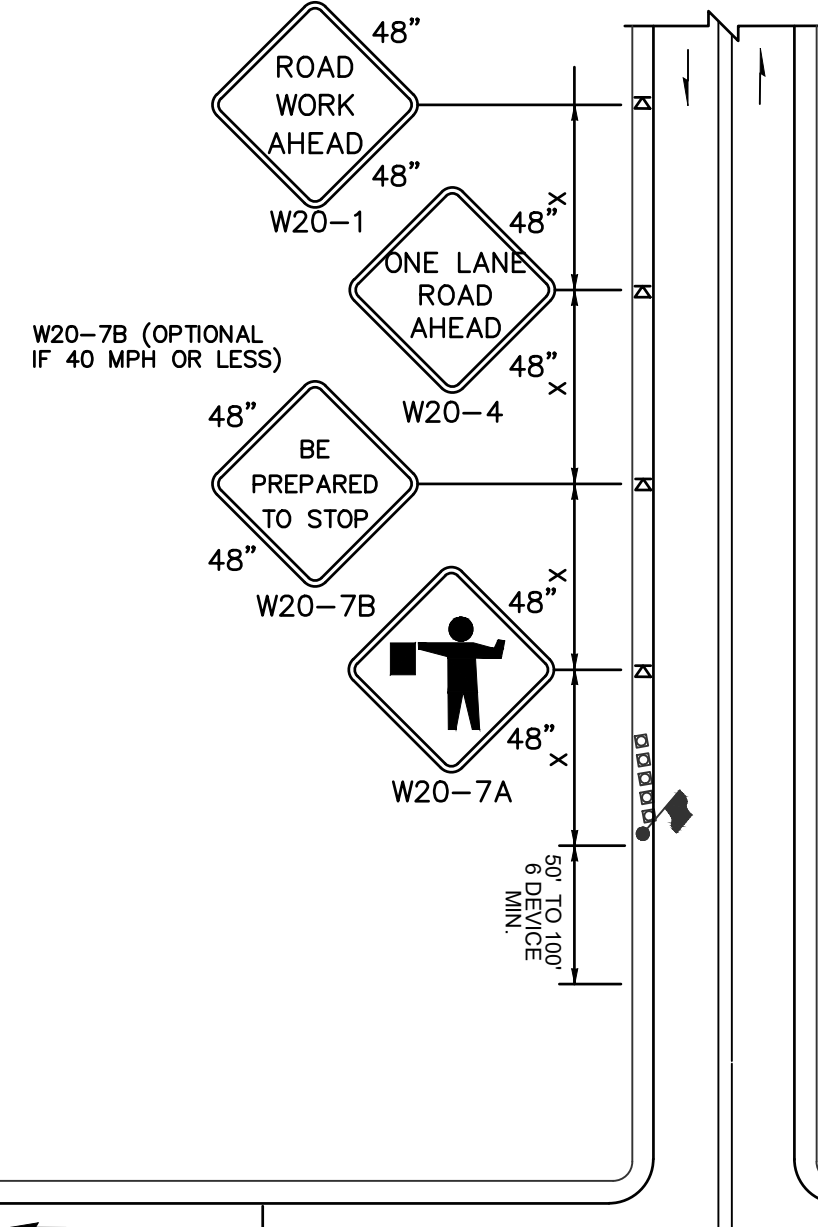 48”
ROAD
WORK
AHEAD
48”
W20-1
X
48”
ONE LANE
ROAD
AHEAD
48”
X
W20-4
W20-7B (OPTIONAL
IF 40 MPH OR LESS)
48”
BE
PREPARED
TO STOP
48”
W20-7B
X
48”
48”
X
W20-7A
50' TO 100'
6 DEVICE
MIN.